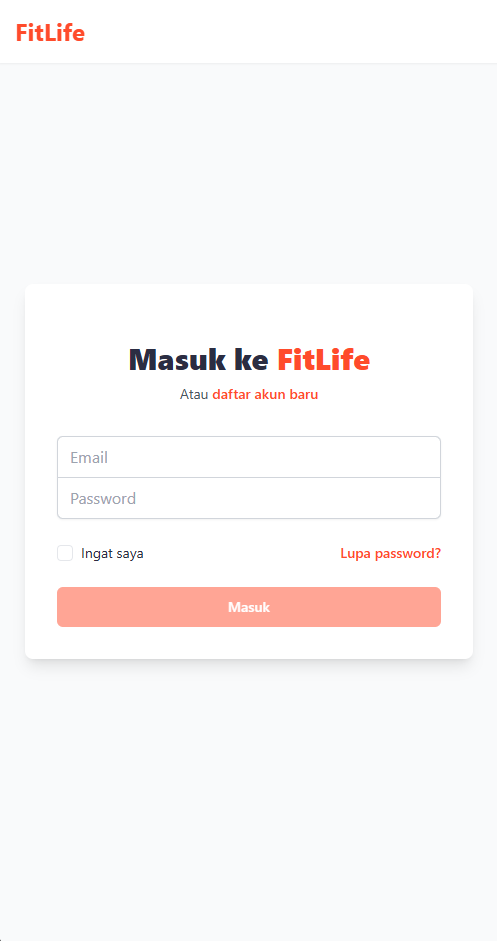 FitLife
Masuk ke FitLife
Atau daftar akun baru
Email
Password
Ingat saya
Lupa password?
Masuk